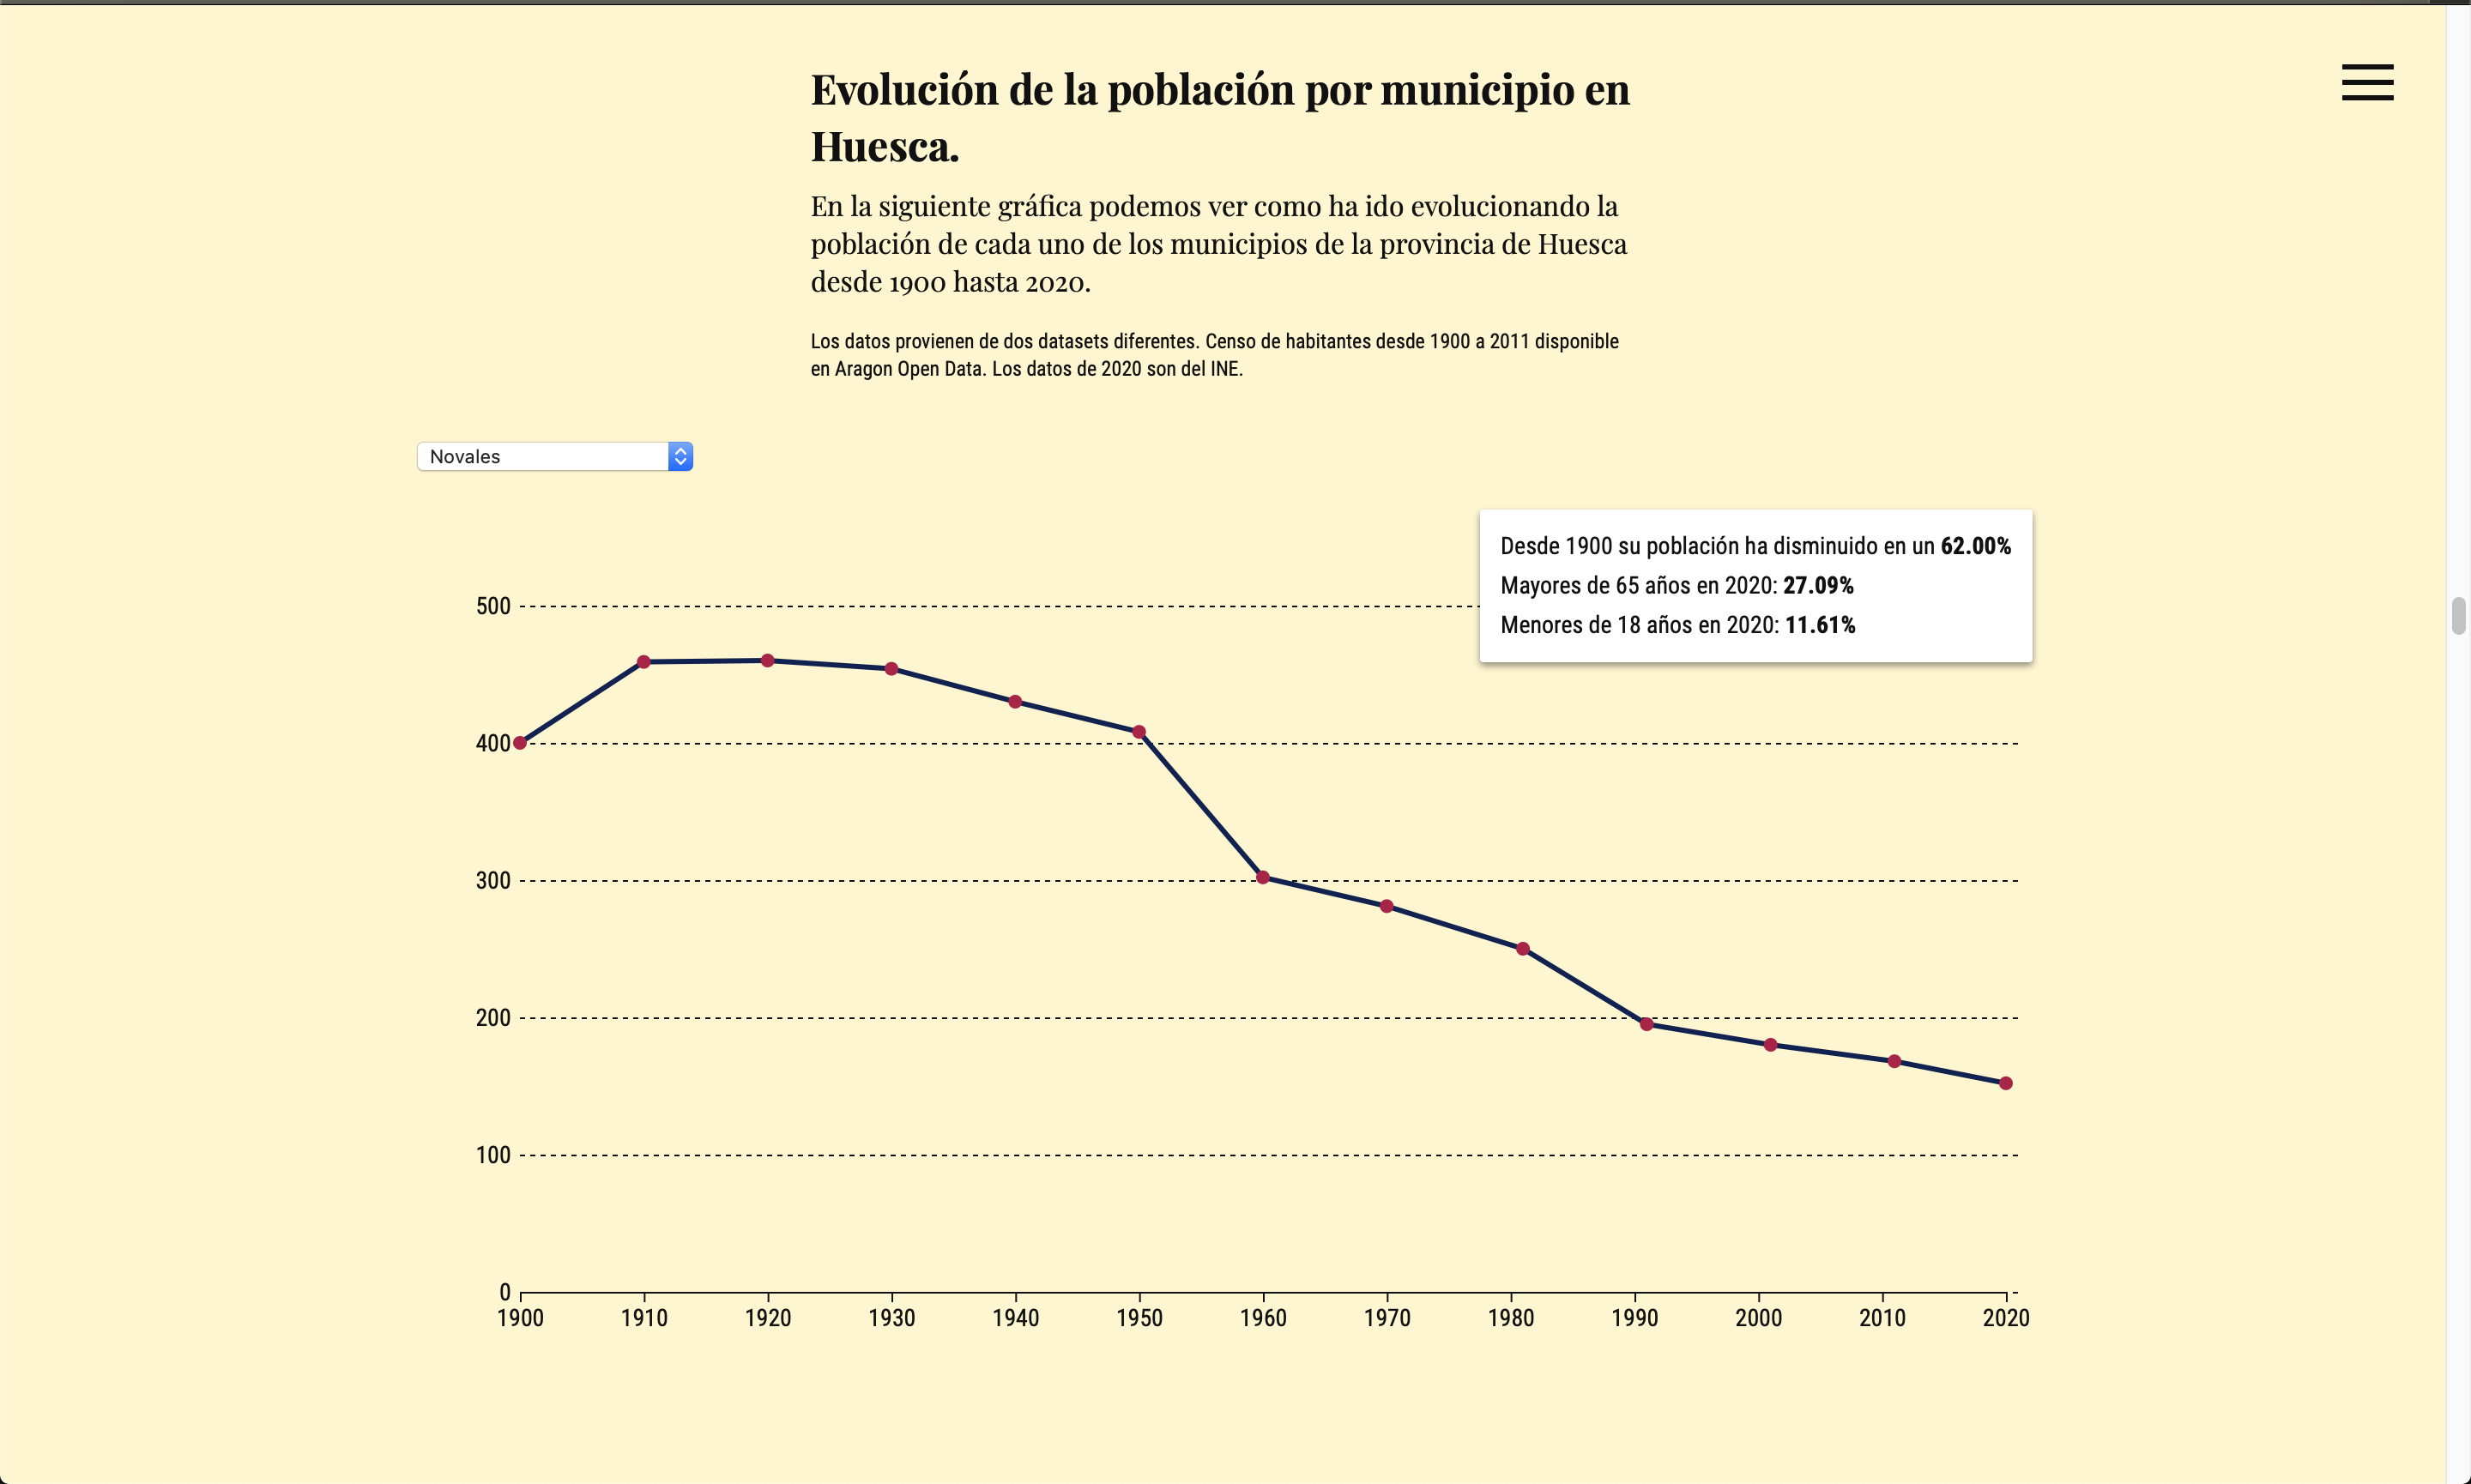 Evolución de la población por municipio en
Huesca.
En la siguiente gráfica podemos ver como ha ido evolucionando la
población de cada uno de los municipios de la provincia de Huesca
desde 1900 hasta 2020.
Los datos provienen de dos datasets diferentes. Censo de habitantes desde 1900 a 2011 disponible
en Aragon Open Data. Los datos de 2020 son del INE.
Novales
Desde 1900 su población ha disminuido en un 62.00%
Mayores de 65 años en 2020: 27.09%
Menores de 18 años en 2020: 11.61%
500
400
300
200
100
0
1900 1910 1920 1930 1940 1950 1960 1970 1980 1990 2000 2010 2020